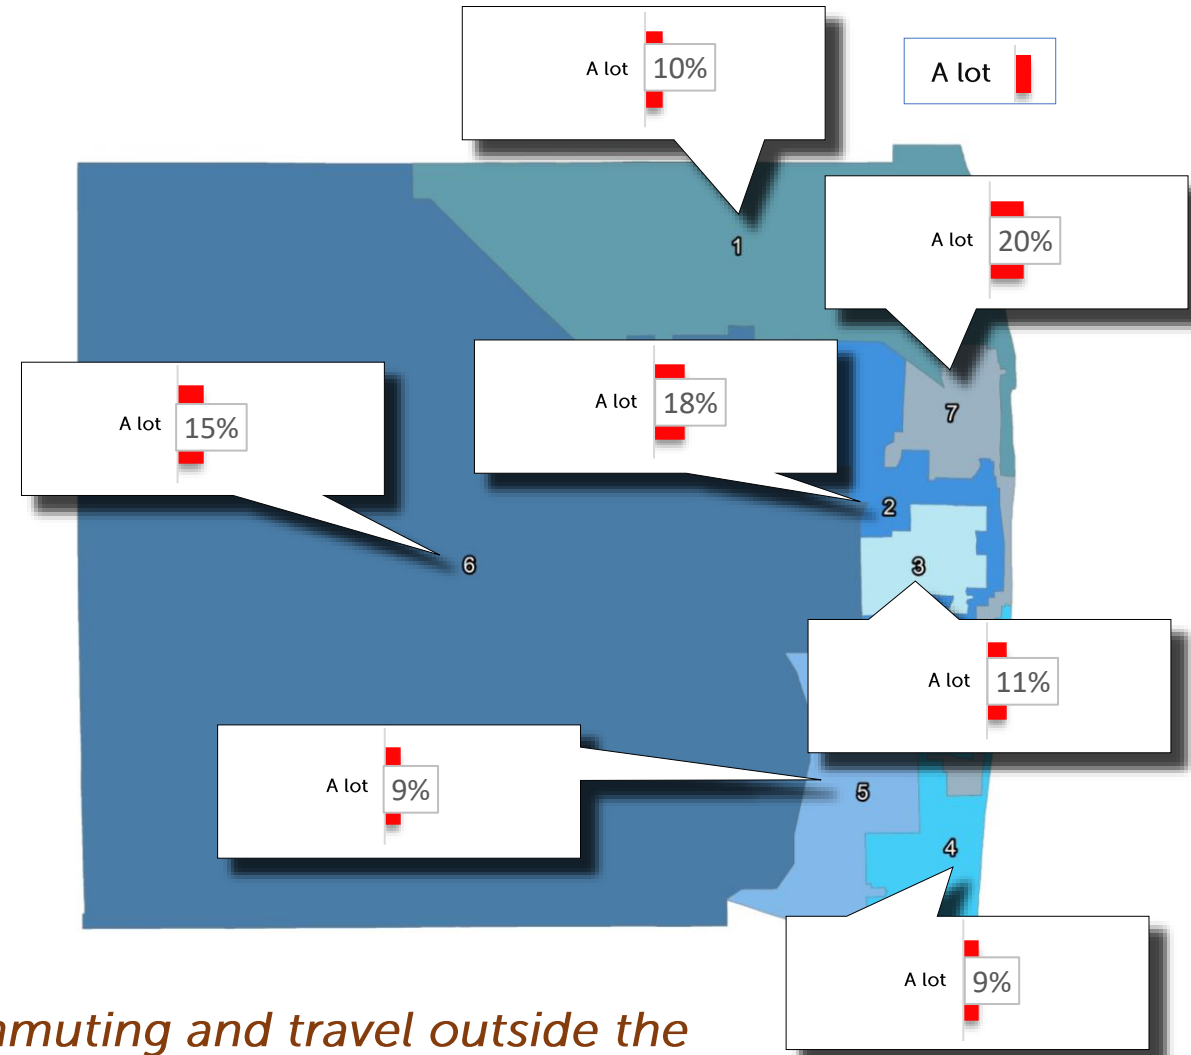 A lot 10%
A lot
A lot 20%
1
A lot 18%
A lot 15%
7
2
6
3
A lot 11%
A lot 9%
5
4
A lot 9%
muting and travel outside the